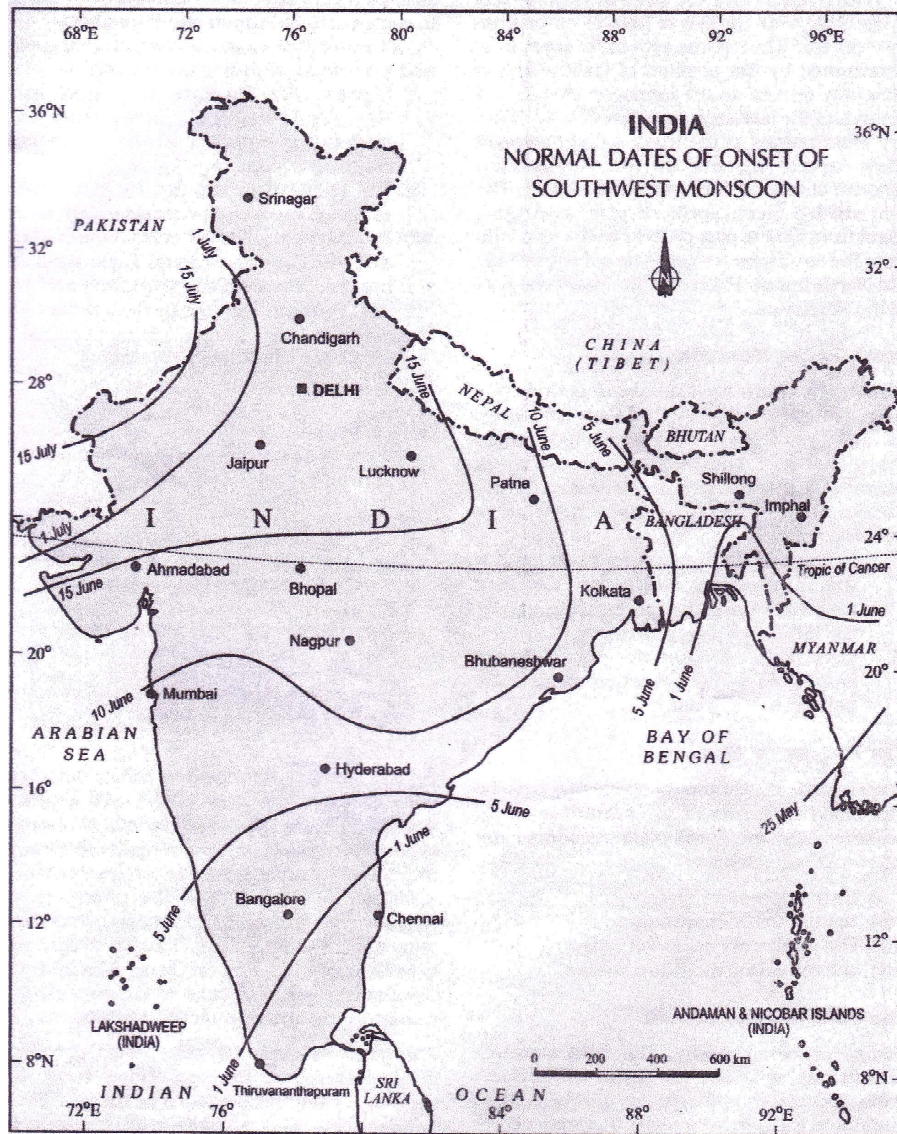 68°E 72° 76° 80° 84° 88° 92° 96°E
36°N
36°N
INDIA
NORMAL DATES OF ONSET OF
SOUTHWEST MONSOON
Srinagar
PAKISTAN
1 July
15 July
32°
32°
Chandigarh
CHINA
(TIBET)
28°
DELHI
15 June
NEPAL
10 June
5 June
28°
BHUTAN
15 July
Jaipur
Lucknow
Patna
Shillong
Imphal
1 July
I N D I A
BANGLADESH
24°
24°
Ahmadabad
15 June
Bhopal
Kolkata
Tropic of Cancer
1 June
Nagpur
Bhubaneshwar
MYANMAR
20°
20°
10 June
Mumbai
5 June
1 June
ARABIAN
SEA
BAY OF
BENGAL
Hyderabad
16°
16°
5 June
25 May
1 June
Bangalore
Chennai
12°
12°
5 June
LAKSHADWEEP
(INDIA)
ANDAMAN & NICOBAR ISLANDS
(INDIA)
8°N
1 June
Thiruvananthapuram
SRI
LANKA
0 200 400 600 km
8°N
INDIAN OCEAN
72°E 76° 80° 84° 88° 92°E